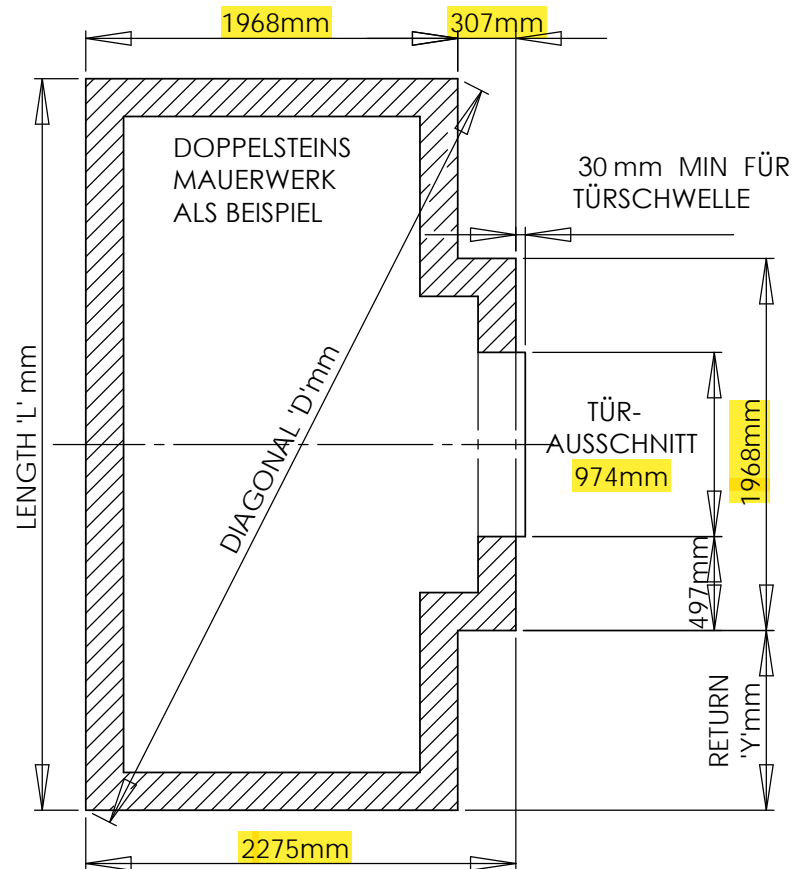 1968mm
307mm
DOPPELSTEINS
MAUERWERK
ALS BEISPIEL
30 mm MIN FÜR
TÜRSCHWELLE
LENGTH 'L' mm
DIAGONAL 'D'mm
TÜR-
AUSSCHNITT
974mm
1968mm
497mm
RETURN
'Y'mm
2275mm